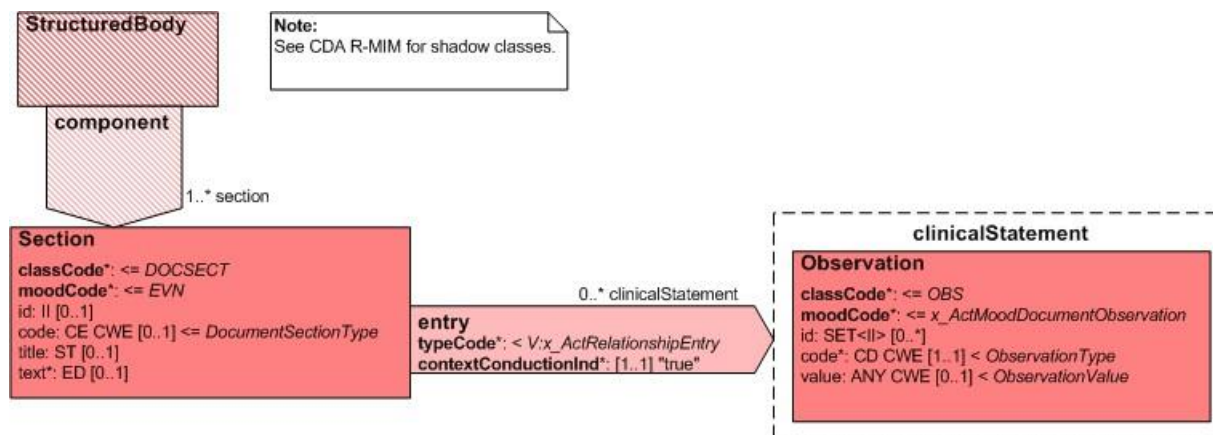 StructuredBody
Note:
See CDA R-MIM for shadow classes.
component
1..* section
Section
classCode*: <= DOCSECT
moodCode*: <= EVN
id: II [0..1]
code: CE CWE [0..1] <= DocumentSectionType
title: ST [0..1]
text*: ED [0..1]
0..* clinicalStatement
entry
typeCode*: < V:x_ActRelationshipEntry
contextConductionInd*: [1..1] "true"
clinicalStatement
Observation
classCode*: <= OBS
moodCode*: <= x_ActMoodDocumentObservation
id: SET<II> [0..*]
code*: CD CWE [1..1] < ObservationType
value: ANY CWE [0..1] < ObservationValue